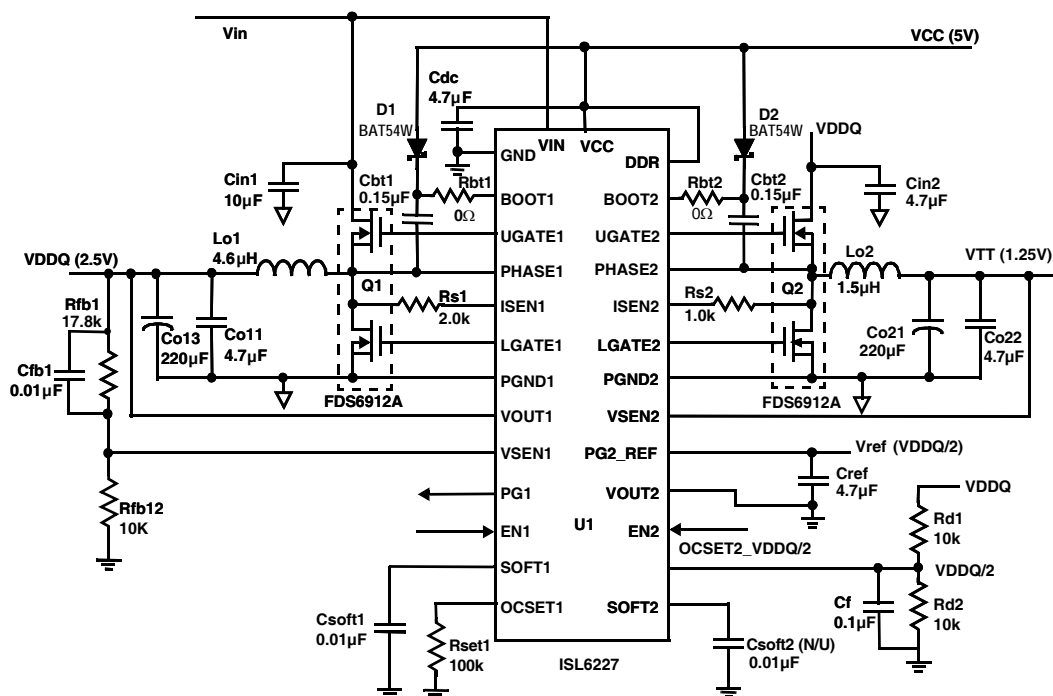 Vin
VCC (5V)
Cdc
4.7µF
D1
BAT54W
D2
BAT54W
VDDQ
VIN
VCC
GND
DDR
Cin1
10µF
Cbt1
0.15µF
Rbt1
0Ω
BOOT1
BOOT2
Rbt2
0Ω
Cbt2
0.15µF
Cin2
4.7µF
UGATE1
UGATE2
Lo1
4.6µH
VDDQ (2.5V)
PHASE1
PHASE2
Lo2
1.5µH
VTT (1.25V)
Q1
Q2
Rfb1
17.8k
Rs1
2.0k
ISEN1
ISEN2
Rs2
1.0k
Co13
220µF
Co11
4.7µF
LGATE1
LGATE2
Co21
220µF
Co22
4.7µF
Cfb1
0.01µF
PGND1
PGND2
FDS6912A
FDS6912A
VOUT1
VSEN2
VSEN1
PG2_REF
Vref (VDDQ/2)
Cref
4.7µF
Rfb12
10K
PG1
VOUT2
VDDQ
U1
EN1
EN2
OCSET2_VDDQ/2
Rd1
10k
SOFT1
VDDQ/2
Csoft1
0.01µF
OCSET1
SOFT2
Cf
0.1µF
Rd2
10k
Rset1
100k
Csoft2 (N/U)
0.01µF
ISL6227